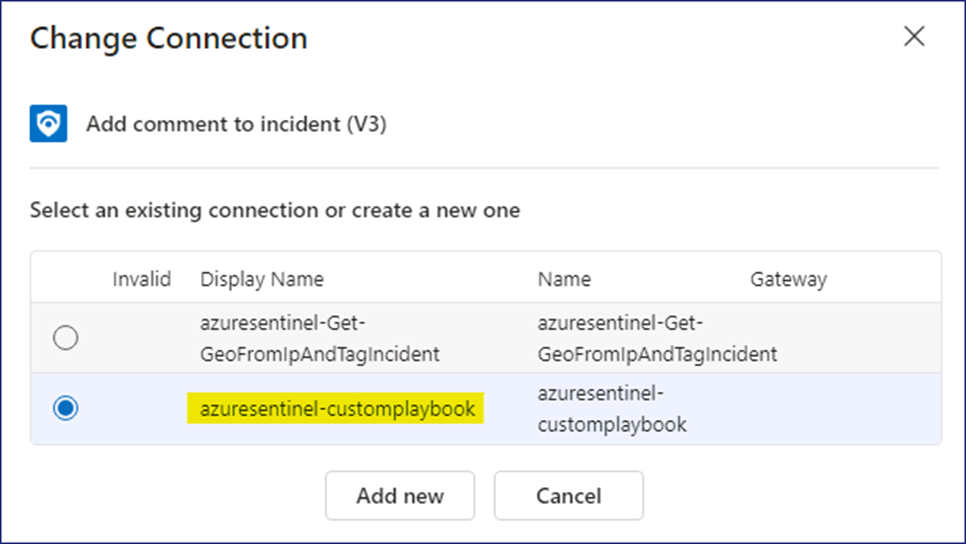 Change Connection
Add comment to incident (V3)
Select an existing connection or create a new one
Invalid Display Name Name Gateway
azuresentinel-Get-
GeoFromIpAndTagIncident
azuresentinel-Get-
GeoFromIpAndTagIncident
azuresentinel-customplaybook
azuresentinel-
customplaybook
Add new
Cancel